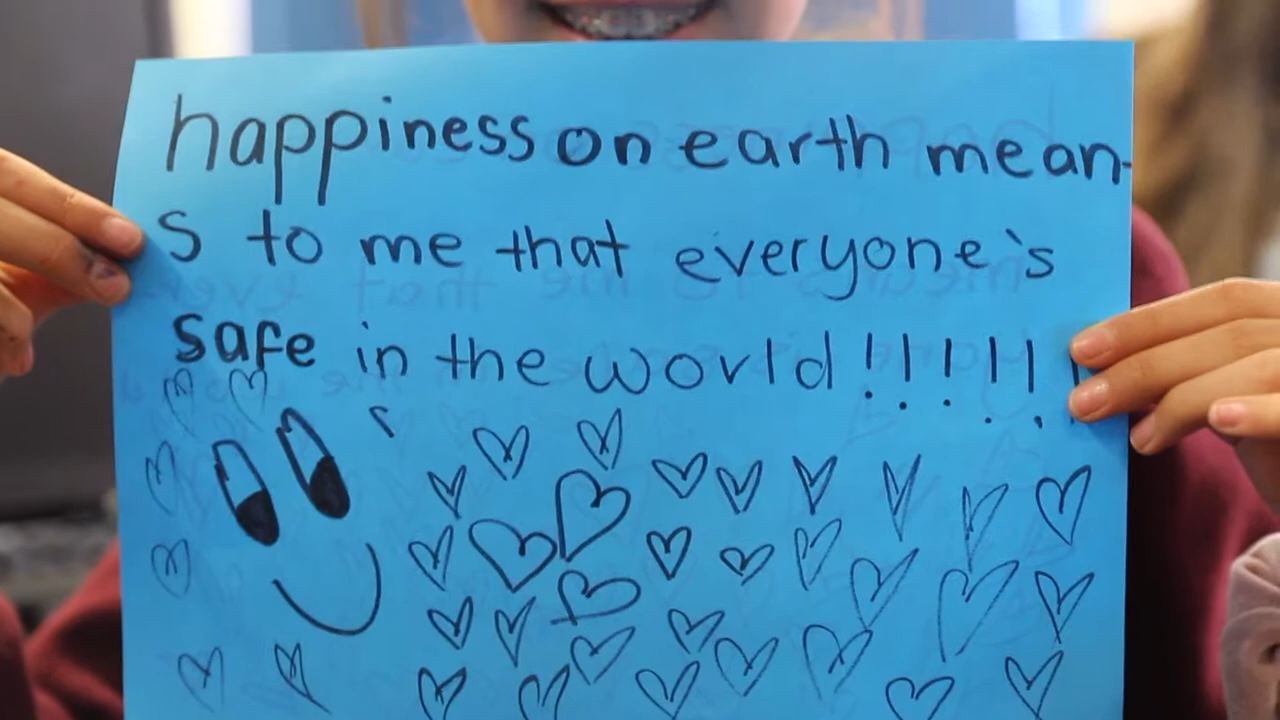 happiness on earth mean-
s to me that everyone's
safe in the world!!!!!!